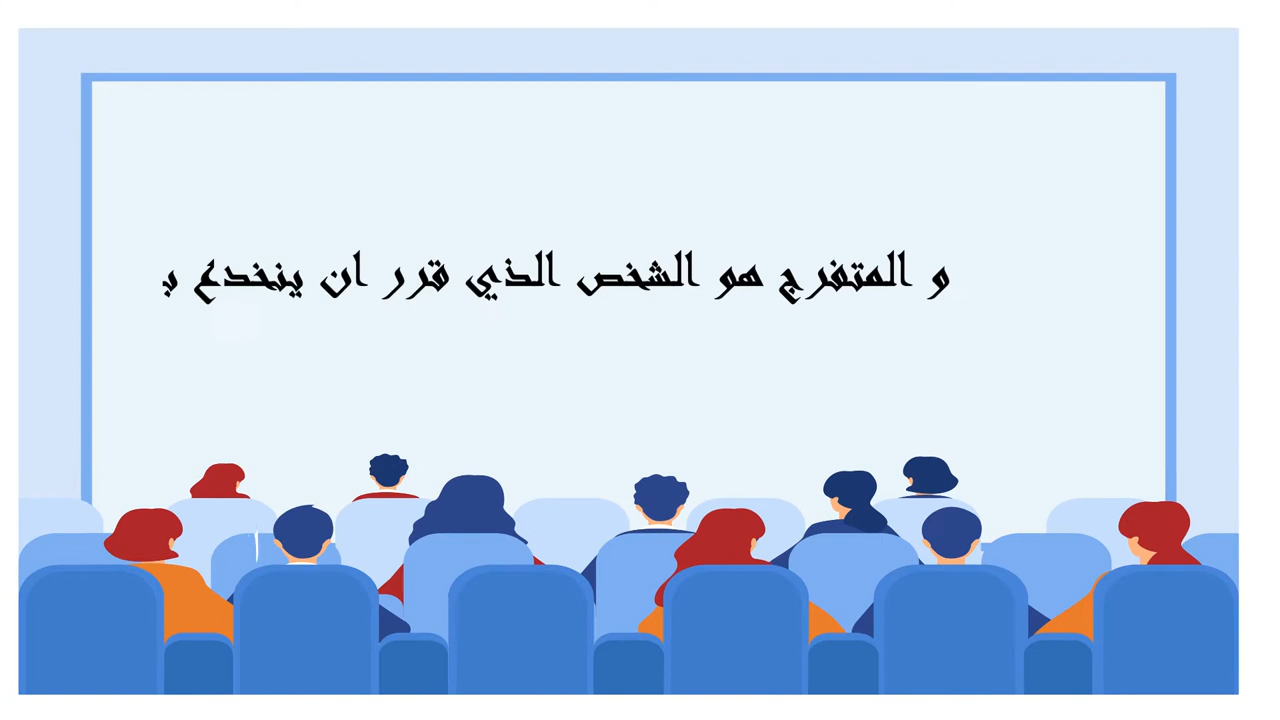 و المتفرج هو الشخص الذي قرر ان ينخدع بـ